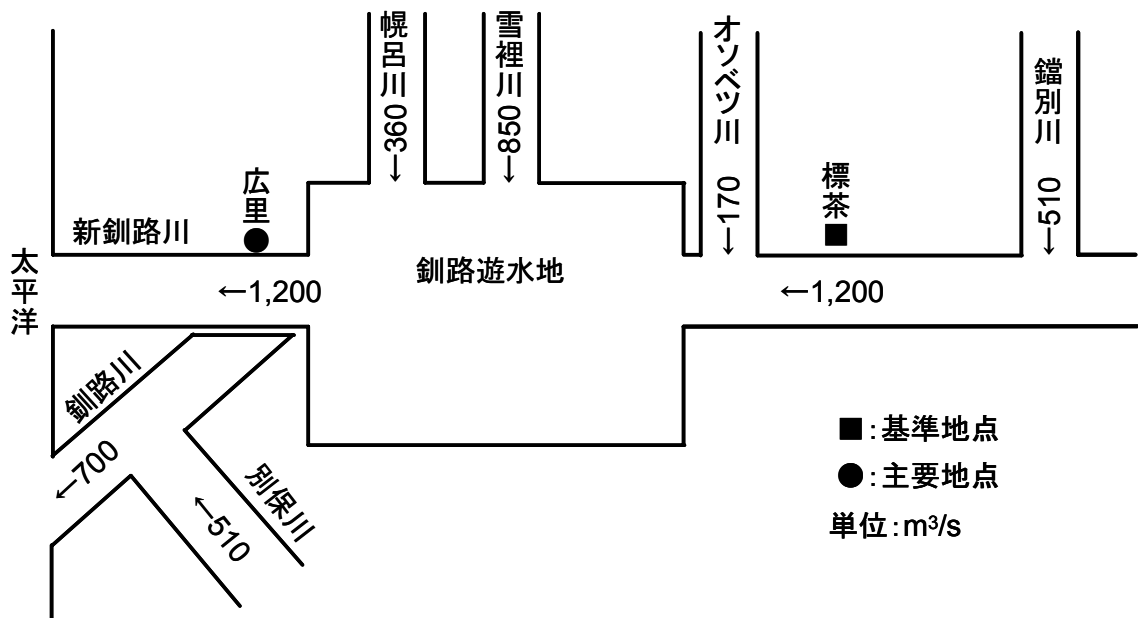 幌呂川
←360
雪裡川
←850
オソベツ川
←170
鐺別川
←510
標茶
広里
新釧路川
太平洋
←1,200
釧路遊水地
←1,200
釧路川
←700
別保川
←510
■:基準地点
●:主要地点
単位:m³/s